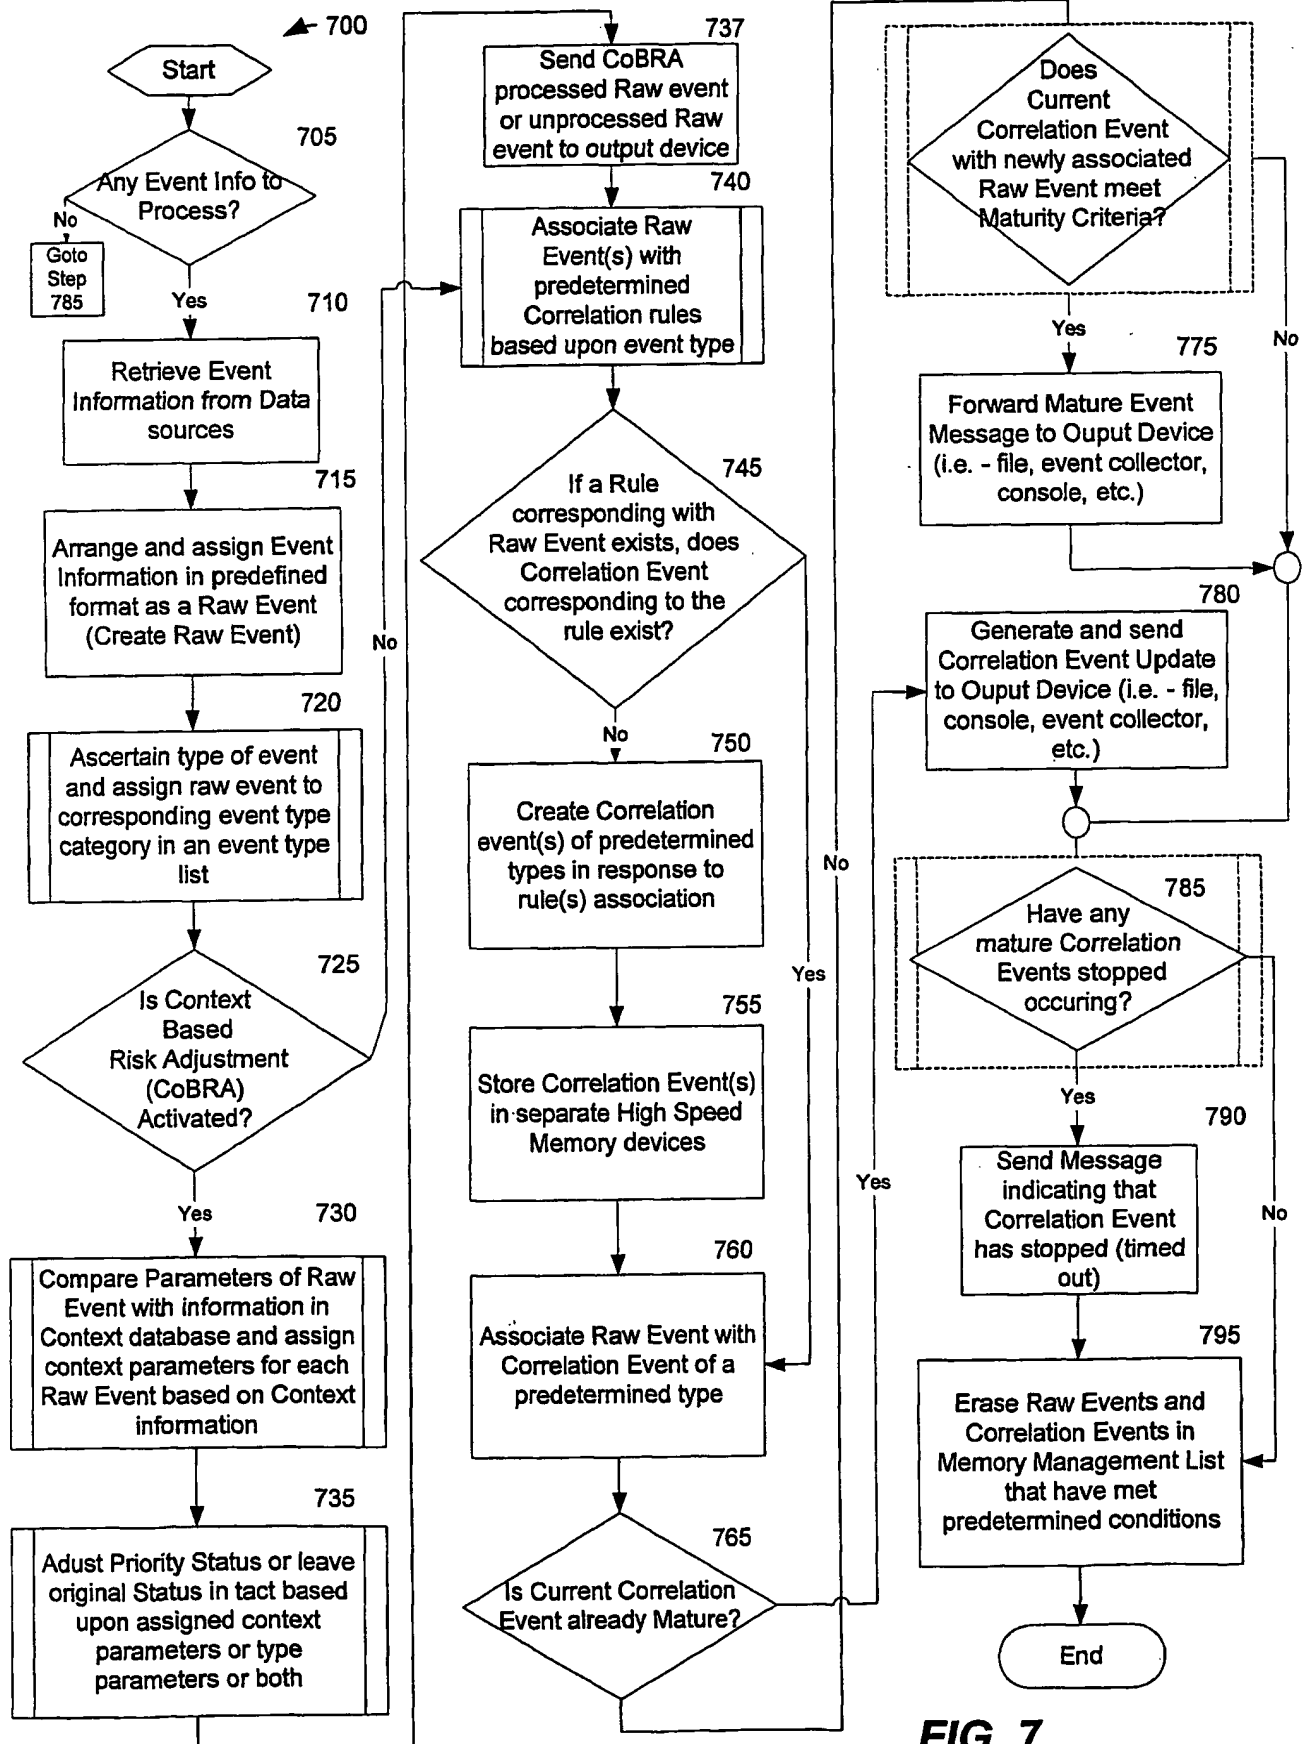 700
Start
705
Any Event Info to
Process?
No
Goto
Step
785
Yes
710
Retrieve Event
Information from Data
sources
715
Arrange and assign Event
Information in predefined
format as a Raw Event
(Create Raw Event)
720
Ascertain type of event
and assign raw event to
corresponding event type
category in an event type
list
725
Is Context
Based
Risk Adjustment
(CoBRA)
Activated?
No
Yes
730
Compare Parameters of Raw
Event with information in
Context database and assign
context parameters for each
Raw Event based on Context
information
735
Adust Priority Status or leave
original Status in tact based
upon assigned context
parameters or type
parameters or both
737
Send CoBRA
processed Raw event
or unprocessed Raw
event to output device
740
Associate Raw
Event(s) with
predetermined
Correlation rules
based upon event type
745
If a Rule
corresponding with
Raw Event exists, does
Correlation Event
corresponding to the
rule exist?
No
Yes
750
Create Correlation
event(s) of predetermined
types in response to
rule(s) association
755
Store Correlation Event(s)
in separate High Speed
Memory devices
760
Associate Raw Event with
Correlation Event of a
predetermined type
765
Is Current Correlation
Event already Mature?
No
Yes
Does
Current
Correlation Event
with newly associated
Raw Event meet
Maturity Criteria?
Yes
No
775
Forward Mature Event
Message to Ouput Device
(i.e. - file, event collector,
console, etc.)
780
Generate and send
Correlation Event Update
to Ouput Device (i.e. - file,
console, event collector,
etc.)
785
Have any
mature Correlation
Events stopped
occuring?
Yes
No
790
Send Message
indicating that
Correlation Event
has stopped (timed
out)
795
Erase Raw Events and
Correlation Events in
Memory Management List
that have met
predetermined conditions
End
FIG. 7